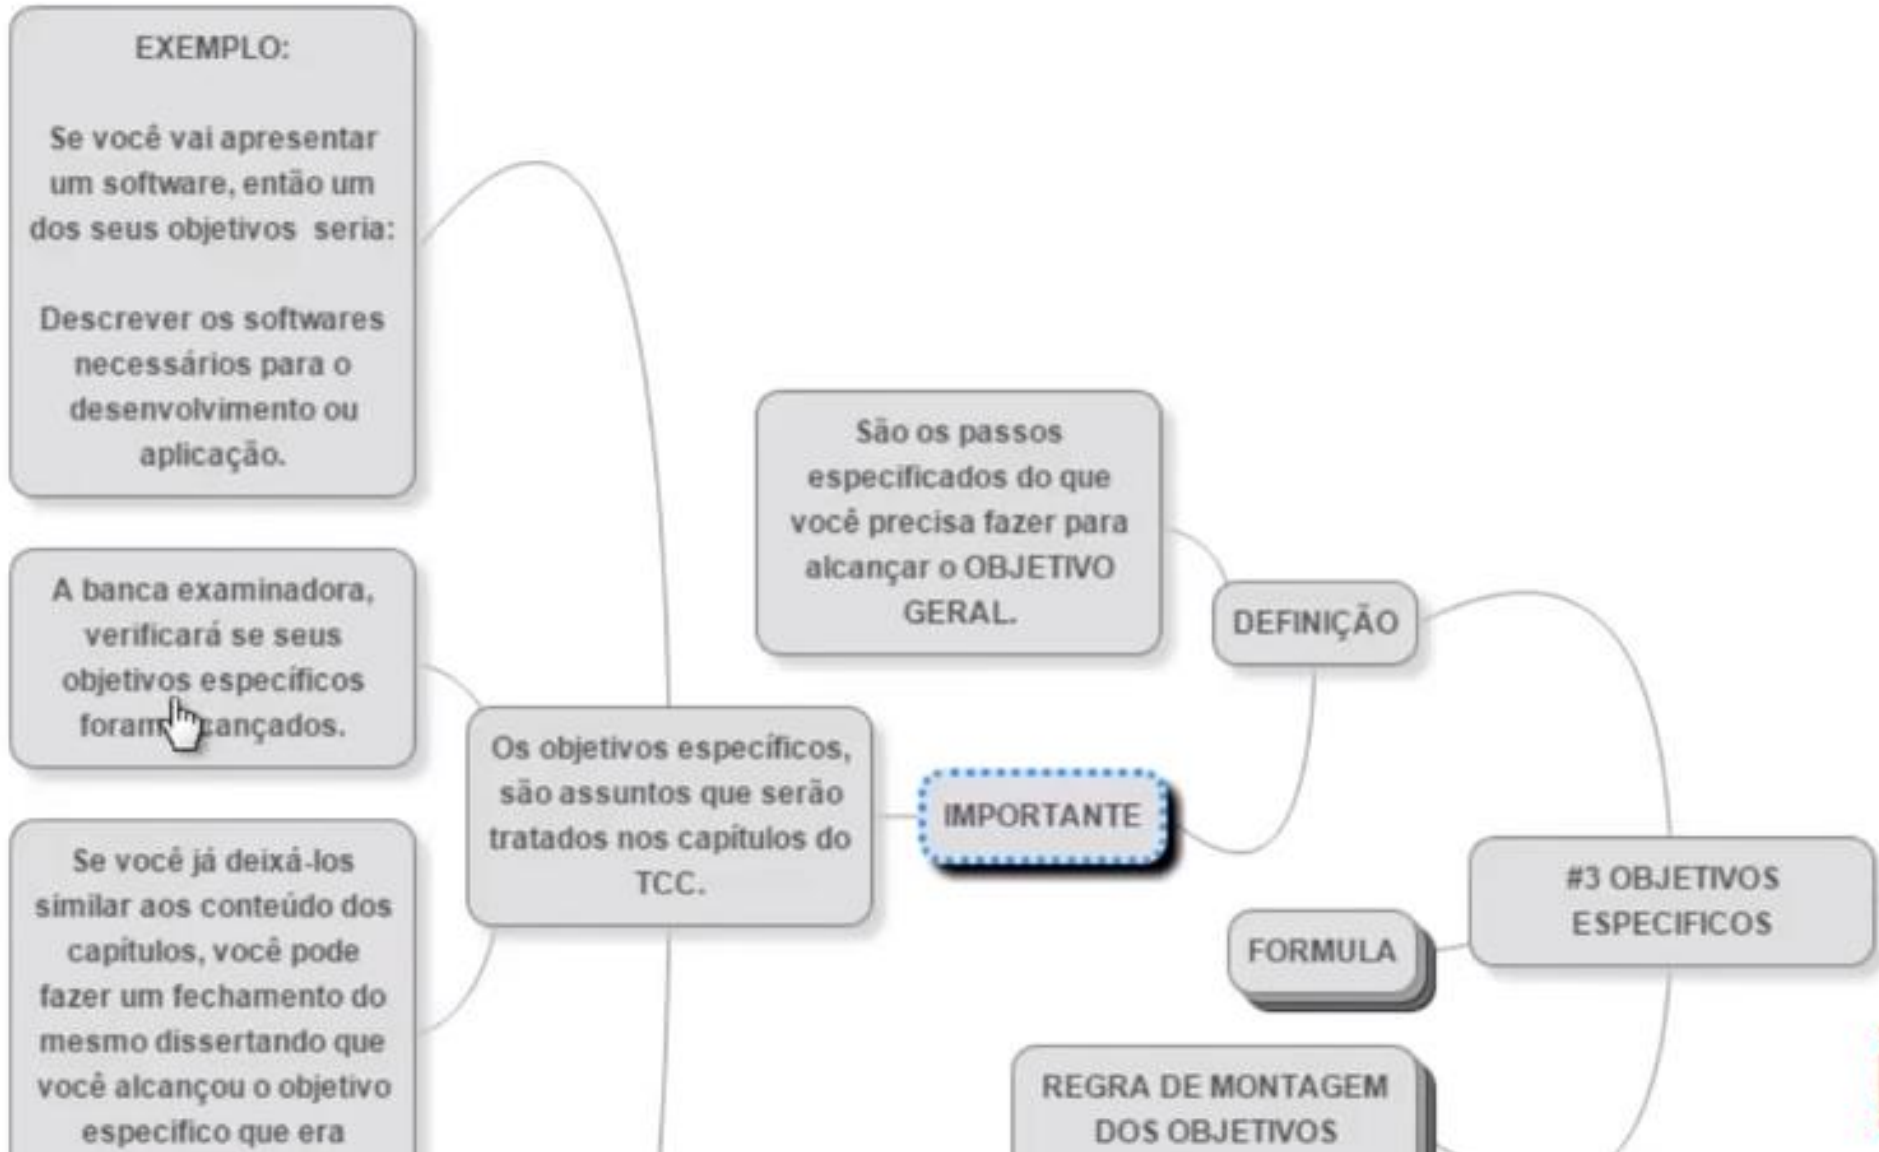 EXEMPLO:
Se você vai apresentar
um software, então um
dos seus objetivos seria:
Descrever os softwares
necessários para o
desenvolvimento ou
aplicação.
A banca examinadora,
verificará se seus
objetivos específicos
foram cançados.
Se você já deixá-los
similar aos conteúdo dos
capítulos, você pode
fazer um fechamento do
mesmo dissertando que
você alcançou o objetivo
especifico que era
Os objetivos específicos,
são assuntos que serão
tratados nos capítulos do
TCC.
São os passos
especificados do que
você precisa fazer para
alcançar o OBJETIVO
GERAL.
IMPORTANTE
DEFINIÇÃO
FORMULA
REGRA DE MONTAGEM
DOS OBJETIVOS
#3 OBJETIVOS
ESPECIFICOS